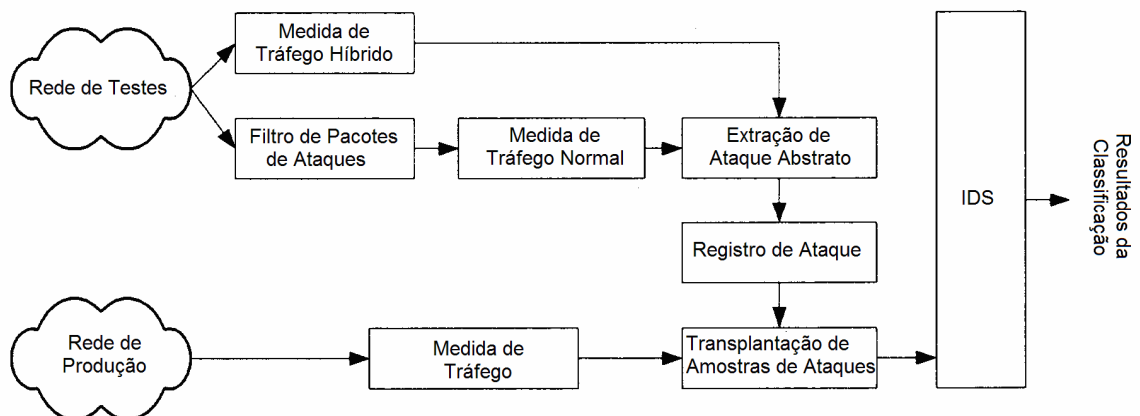 Medida de
Tráfego Híbrido
Rede de Testes
Filtro de Pacotes
de Ataques
Medida de
Tráfego Normal
Extração de
Ataque Abstrato
IDS
Resultados da
Classificação
Registro de Ataque
Rede de
Produção
Medida de
Tráfego
Transplantação de
Amostras de Ataques